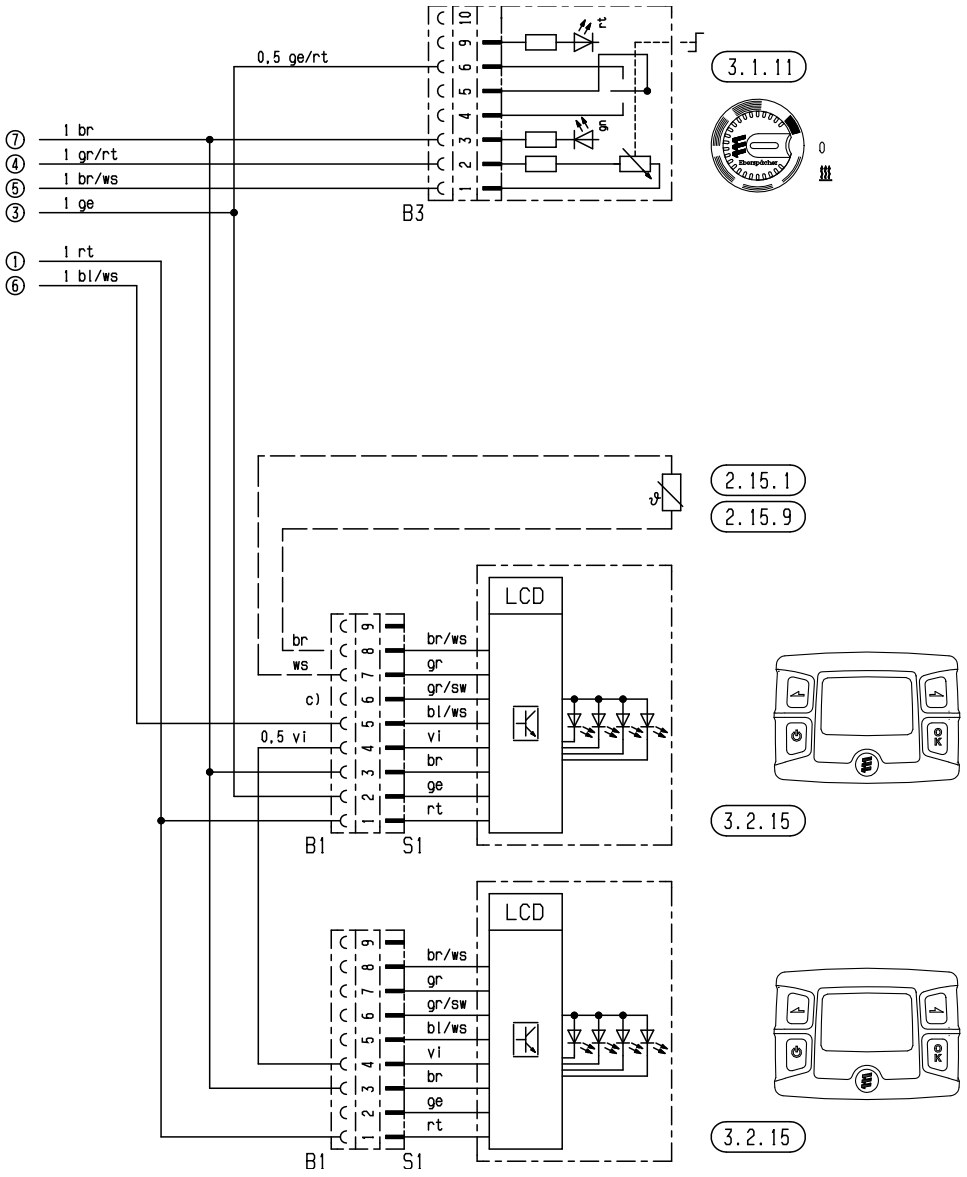 10
9
rt
0,5 ge/rt
6
3.1.11
5
4
gn
⑦ 1 br
3
0
④ 1 gr/rt
2
Eberspächer
⑤ 1 br/ws
1
③ 1 ge
B3
① 1 rt
⑥ 1 bl/ws
2.15.1
ϑ
2.15.9
LCD
9
br 8 br/ws
ws 7 gr
c) 6 gr/sw
5 bl/ws
0,5 vi 4 vi
3 br
OK
2 ge
1 rt
3.2.15
B1 S1
LCD
9
8 br/ws
7 gr
6 gr/sw
5 bl/ws
4 vi
3 br
OK
2 ge
1 rt
3.2.15
B1 S1